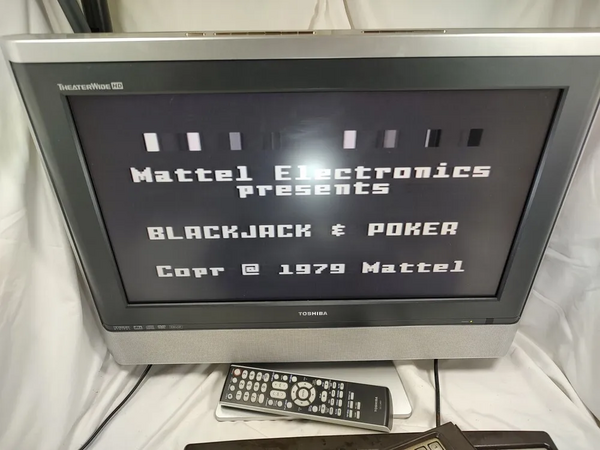 THEATERWIDE HD
Mattel Electronics
presents
BLACKJACK & POKER
Copr @ 1979 Mattel
TOSHIBA